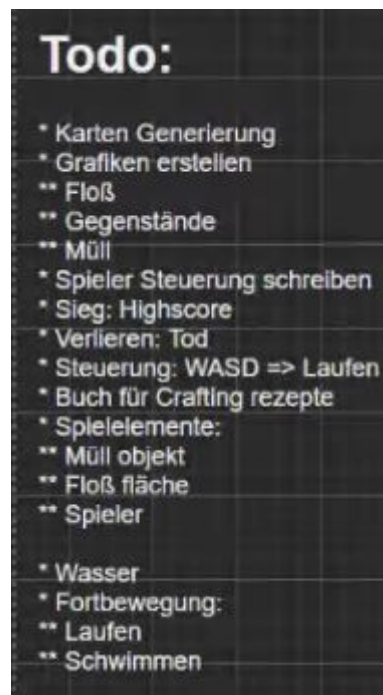 Todo:
* Karten Generierung
* Grafiken erstellen
** Floß
** Gegenstände
** Müll
* Spieler Steuerung schreiben
* Sieg: Highscore
* Verlieren: Tod
* Steuerung: WASD => Laufen
* Buch für Crafting rezepte
* Spielelemente:
** Müll objekt
** Floß fläche
** Spieler
* Wasser
* Fortbewegung:
** Laufen
** Schwimmen